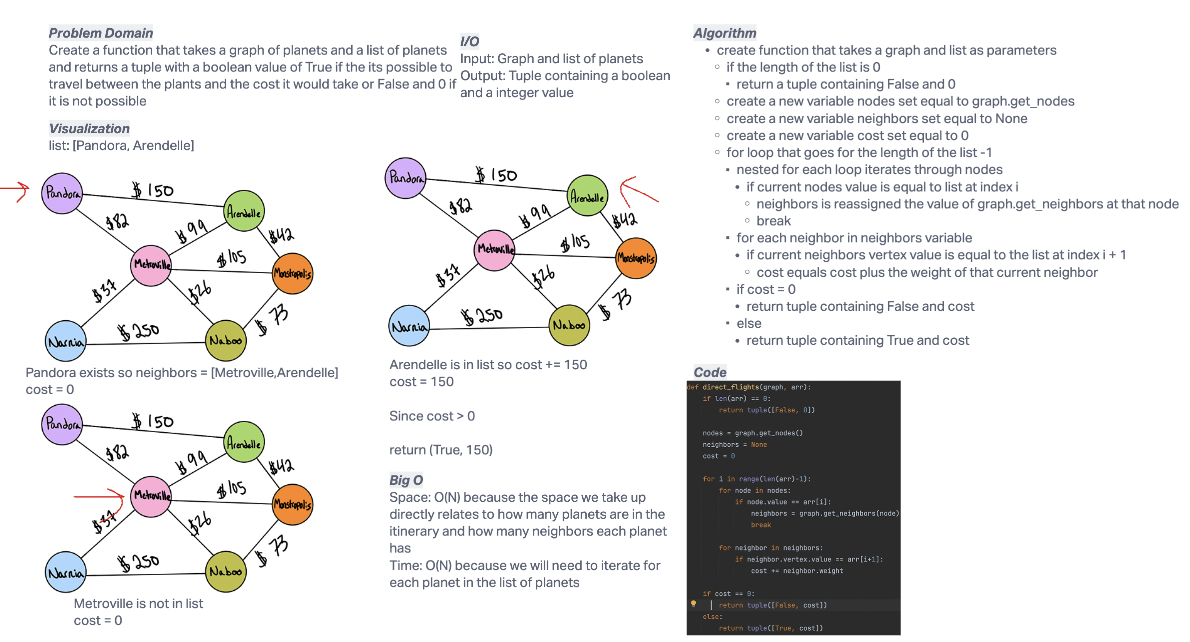 Problem Domain
Create a function that takes a graph of planets and a list of planets
and returns a tuple with a boolean value of True if the its possible to
travel between the plants and the cost it would take or False and 0 if
it is not possible
I/O
Input: Graph and list of planets
Output: Tuple containing a boolean
and a integer value
Visualization
list: [Pandora, Arendelle]
Pandora
$ 150
Arendelle
$82
$99
$42
Metroville
$105
Monstropolis
$37
$26
$ 73
Narnia
$ 250
Naboo
Pandora exists so neighbors = [Metroville,Arendelle]
cost = 0
Pandora
$ 150
Arendelle
$82
$99
$42
Metroville
$105
Monstropolis
$37
$26
$ 73
Narnia
$ 250
Naboo
Metroville is not in list
cost = 0
Pandora
$ 150
Arendelle
$82
$99
$42
Metroville
$105
Monstropolis
$37
$26
$ 73
Narnia
$ 250
Naboo
Arendelle is in list so cost += 150
cost = 150
Since cost > 0
return (True, 150)
Big O
Space: O(N) because the space we take up
directly relates to how many planets are in the
itinerary and how many neighbors each planet
has
Time: O(N) because we will need to iterate for
each planet in the list of planets
Algorithm
• create function that takes a graph and list as parameters
◦ if the length of the list is 0
▪ return a tuple containing False and 0
◦ create a new variable nodes set equal to graph.get_nodes
◦ create a new variable neighbors set equal to None
◦ create a new variable cost set equal to 0
◦ for loop that goes for the length of the list -1
▪ nested for each loop iterates through nodes
• if current nodes value is equal to list at index i
◦ neighbors is reassigned the value of graph.get_neighbors at that node
◦ break
▪ for each neighbor in neighbors variable
• if current neighbors vertex value is equal to the list at index i + 1
◦ cost equals cost plus the weight of that current neighbor
▪ if cost = 0
• return tuple containing False and cost
▪ else
• return tuple containing True and cost
Code
def direct_flights(graph, arr):
if len(arr) == 0:
return tuple([False, 0])
nodes = graph.get_nodes()
neighbors = None
cost = 0
for i in range(len(arr)-1):
for node in nodes:
if node.value == arr[i]:
neighbors = graph.get_neighbors(node)
break
for neighbor in neighbors:
if neighbor.vertex.value == arr[i+1]:
cost += neighbor.weight
if cost == 0:
return tuple([False, cost])
else:
return tuple([True, cost])